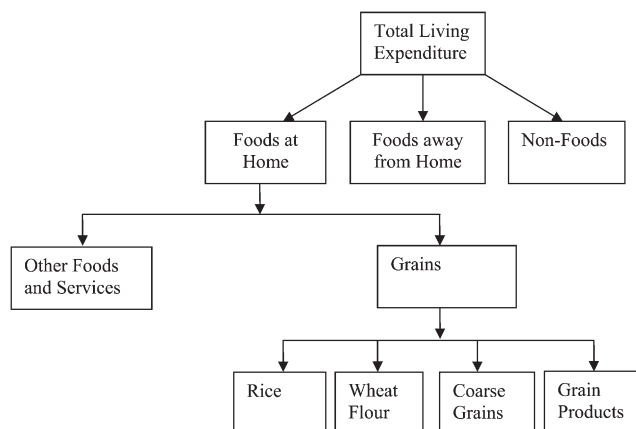 Total Living
Expenditure
Foods at
Home
Foods away
from Home
Non-Foods
Other Foods
and Services
Grains
Rice
Wheat
Flour
Coarse
Grains
Grain
Products